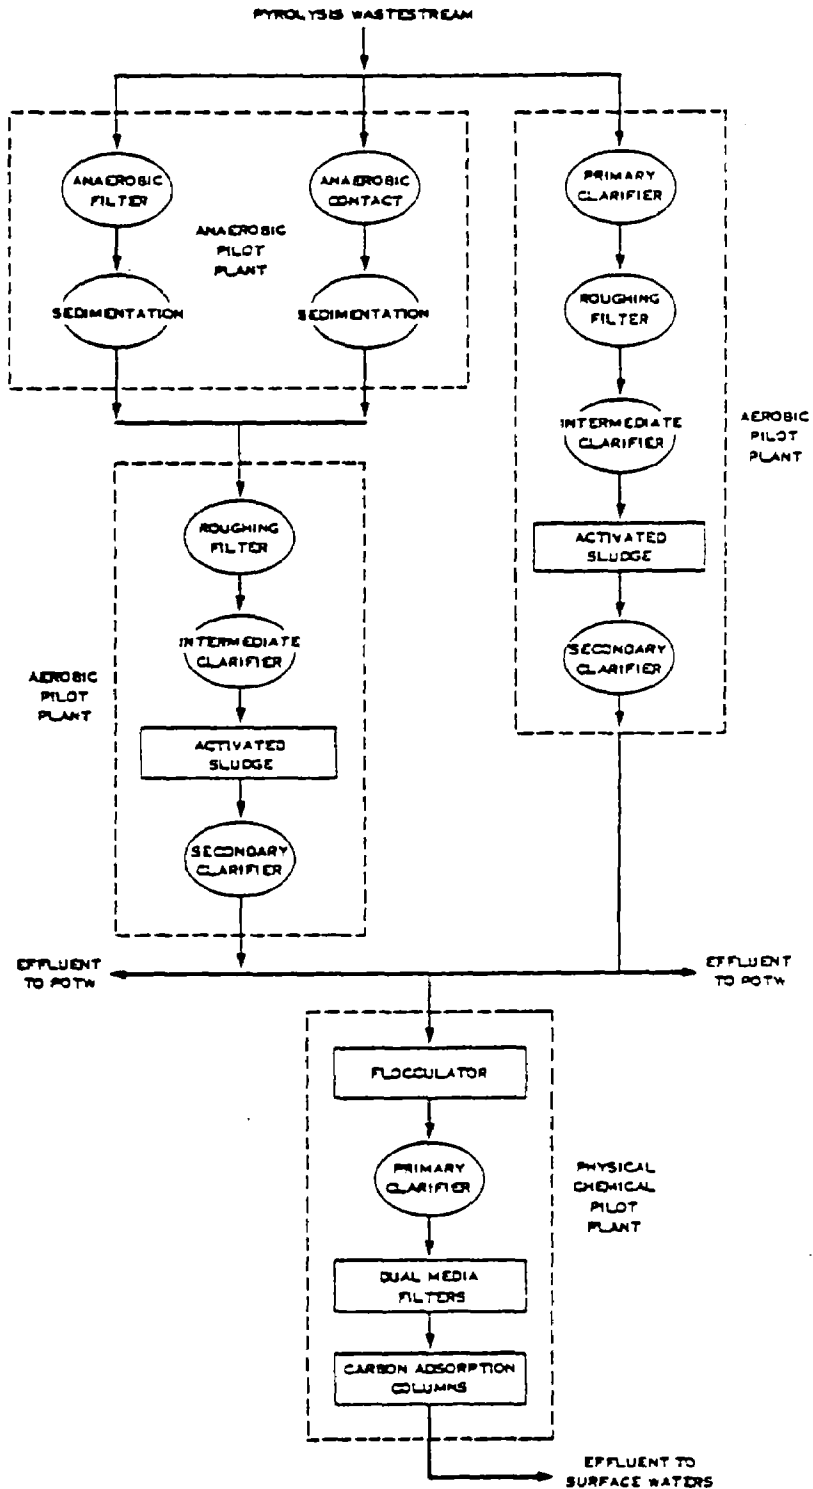 PYROLYSIS WASTESTREAM
ANAEROBIC
FILTER
ANAEROBIC
CONTACT
ANAEROBIC
PILOT
PLANT
SEDIMENTATION
SEDIMENTATION
PRIMARY
CLARIFIER
ROUGHING
FILTER
INTERMEDIATE
CLARIFIER
ACTIVATED
SLUDGE
SECONDARY
CLARIFIER
AEROBIC
PILOT
PLANT
ROUGHING
FILTER
INTERMEDIATE
CLARIFIER
ACTIVATED
SLUDGE
SECONDARY
CLARIFIER
AEROBIC
PILOT
PLANT
EFFLUENT
TO POTW
EFFLUENT
TO POTW
FLOCCULATOR
PRIMARY
CLARIFIER
DUAL MEDIA
FILTERS
CARBON ADSORPTION
COLUMNS
PHYSICAL
CHEMICAL
PILOT
PLANT
EFFLUENT TO
SURFACE WATERS